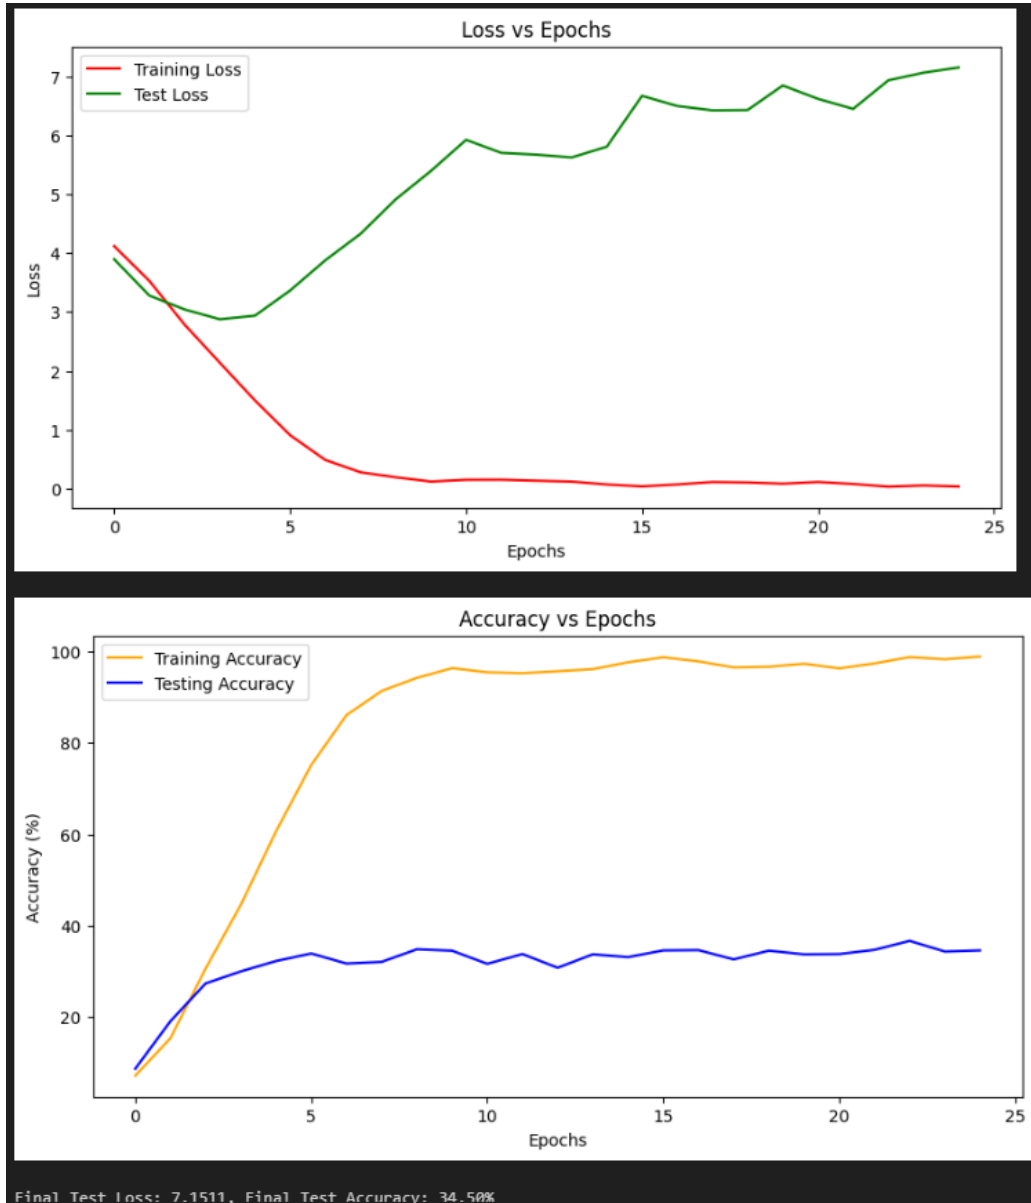 Loss vs Epochs
Training Loss
Test Loss
7
6
5
4
3
2
1
0
Loss
0
5
10
15
20
25
Epochs
Accuracy vs Epochs
Training Accuracy
Testing Accuracy
100
80
60
40
20
Accuracy (%)
0
5
10
15
20
25
Epochs
Final Test Loss: 7.1511, Final Test Accuracy: 34.50%